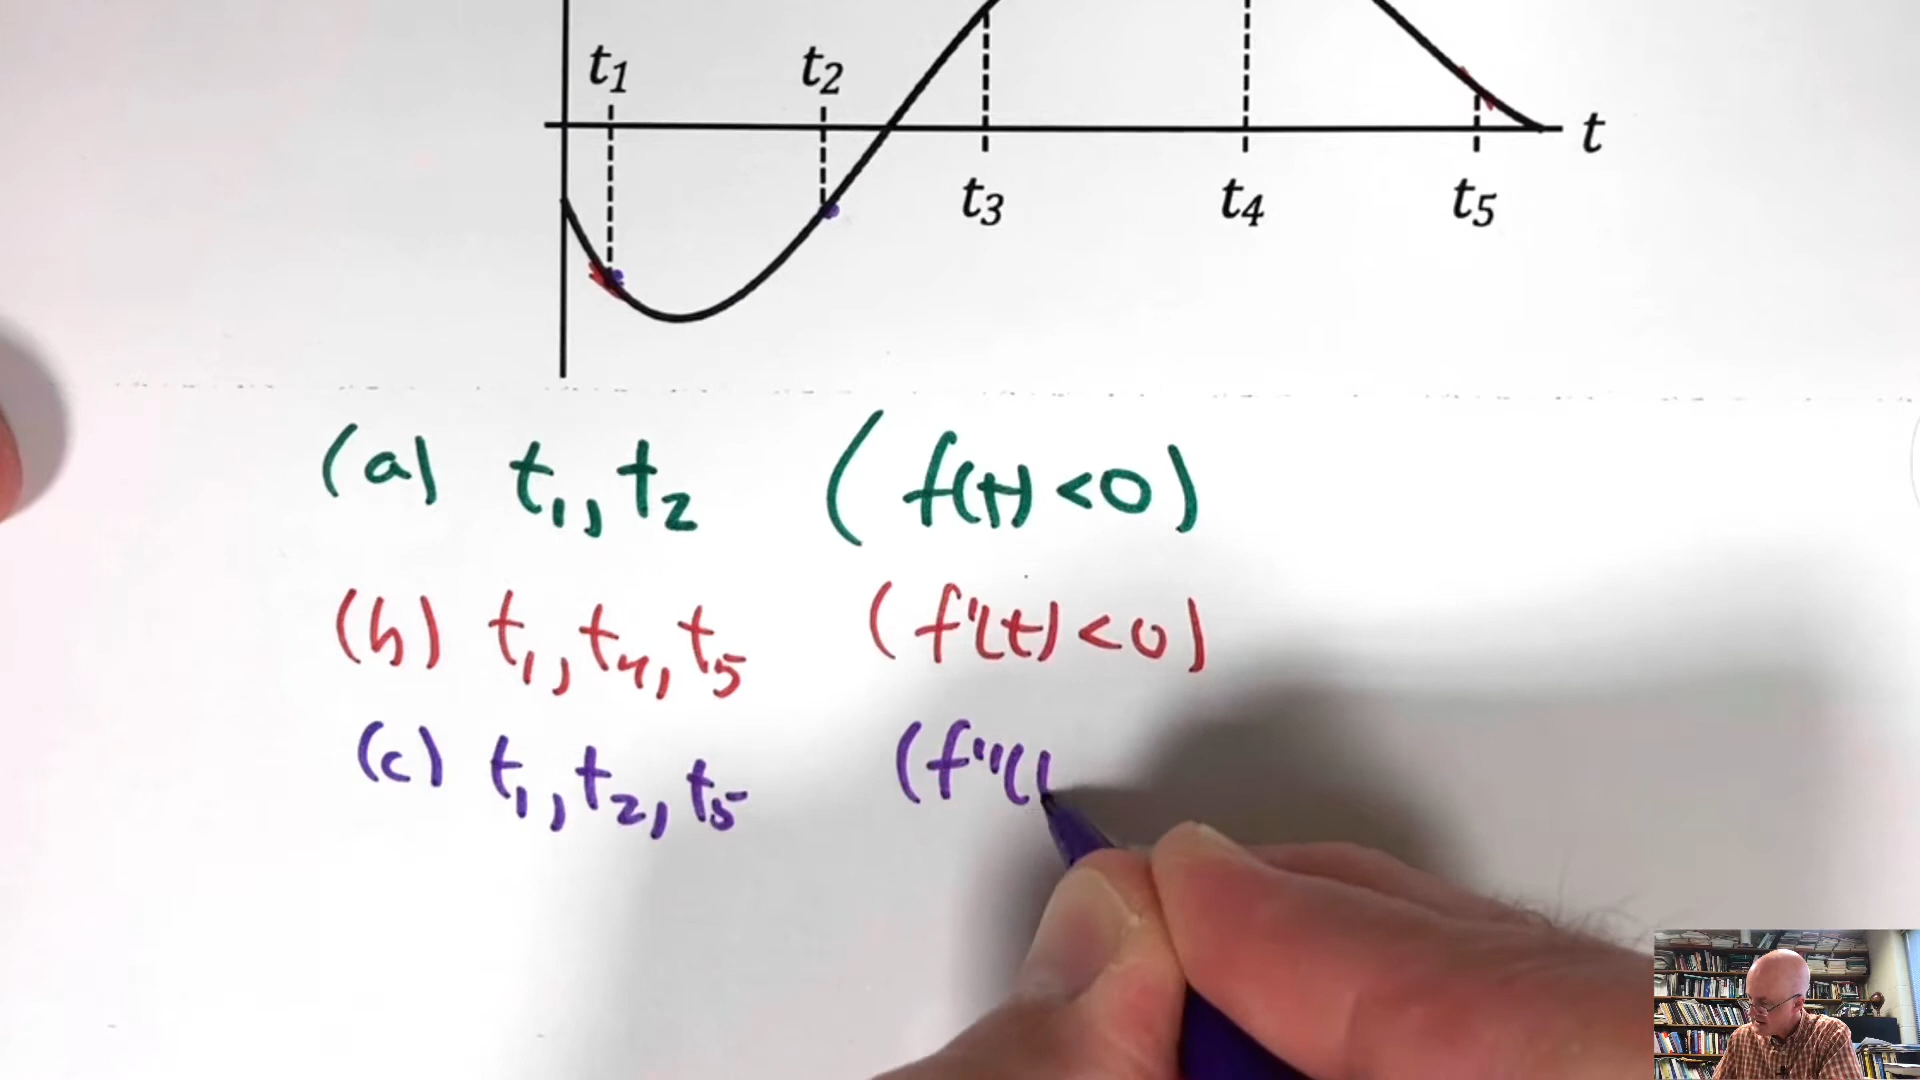 t₁ t₂
t
t₃ t₄ t₅
(a) t₁, t₂ ( f(t) <0 )
(b) t₁, t₄, t₅ ( f'(t) <0 )
(c) t₁, t₂, t₅ (f''(